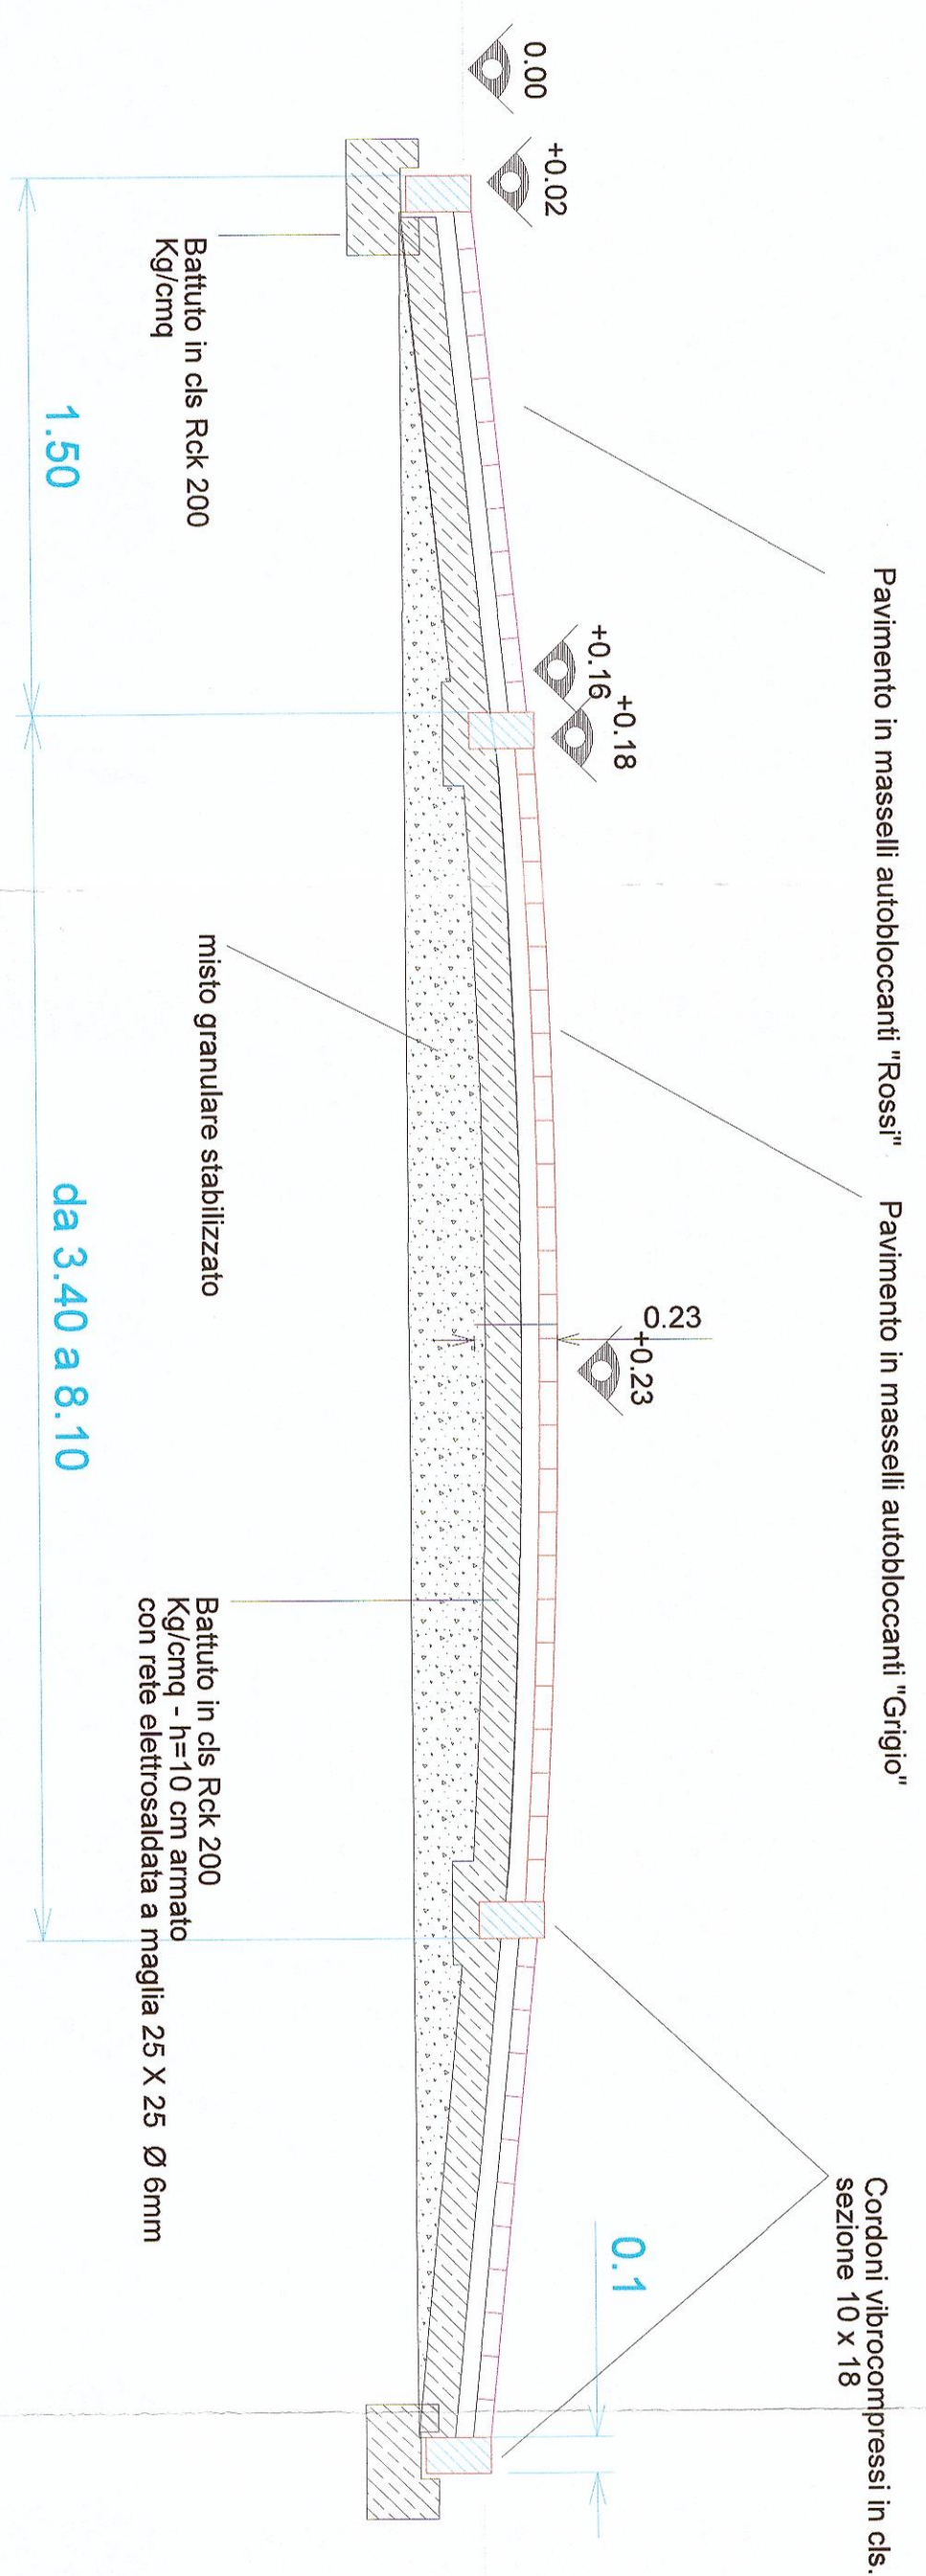 Pavimento in masselli autobloccanti "Rossi"
Pavimento in masselli autobloccanti "Grigio"
Cordoni vibrocompressi in cls.
sezione 10 x 18
0.00
+0.02
+0.16
+0.18
0.23
+0.23
0.1
Battuto in cls Rck 200
Kg/cmq
misto granulare stabilizzato
Battuto in cls Rck 200
Kg/cmq - h=10 cm armato
con rete elettrosaldata a maglia 25 X 25 Ø 6mm
1.50
da 3.40 a 8.10